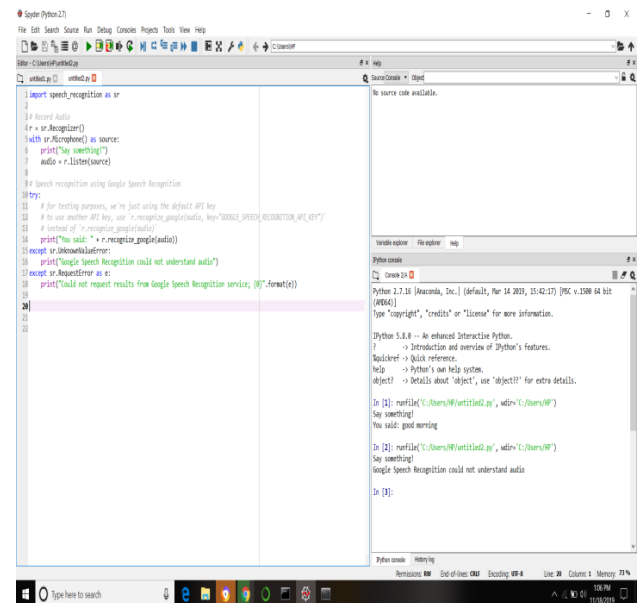 Spyder (Python 2.7)
File Edit Search Source Run Debug Consoles Projects Tools View Help
C:\Users\HP
Editor - C:\Users\HP\untitled2.py
Help
untitled1.py untitled2.py
Source Console Object
1 import speech_recognition as sr
2
3 # Record Audio
4 r = sr.Recognizer()
5 with sr.Microphone() as source:
6 print("Say something!")
7 audio = r.listen(source)
8
9 # Speech recognition using Google Speech Recognition
10 try:
11 # for testing purposes, we're just using the default API key
12 # to use another API key, use `r.recognize_google(audio, key="GOOGLE_SPEECH_RECOGNITION_API_KEY")`
13 # instead of `r.recognize_google(audio)`
14 print("You said: " + r.recognize_google(audio))
15 except sr.UnknownValueError:
16 print("Google Speech Recognition could not understand audio")
17 except sr.RequestError as e:
18 print("Could not request results from Google Speech Recognition service; {0}".format(e))
19
20
21
22
No source code available.
Variable explorer File explorer Help
Python console
Console 2/A
Python 2.7.16 |Anaconda, Inc.| (default, Mar 14 2019, 15:42:17) [MSC v.1500 64 bit
(AMD64)]
Type "copyright", "credits" or "license" for more information.
IPython 5.8.0 -- An enhanced Interactive Python.
? -> Introduction and overview of IPython's features.
%quickref -> Quick reference.
help -> Python's own help system.
object? -> Details about 'object', use 'object??' for extra details.
In [1]: runfile('C:/Users/HP/untitled2.py', wdir='C:/Users/HP')
Say something!
You said: good morning
In [2]: runfile('C:/Users/HP/untitled2.py', wdir='C:/Users/HP')
Say something!
Google Speech Recognition could not understand audio
In [3]:
Python console History log
Permissions: RW End-of-lines: CRLF Encoding: UTF-8 Line: 20 Column: 1 Memory: 73 %
Type here to search
1:06 PM
11/18/2019